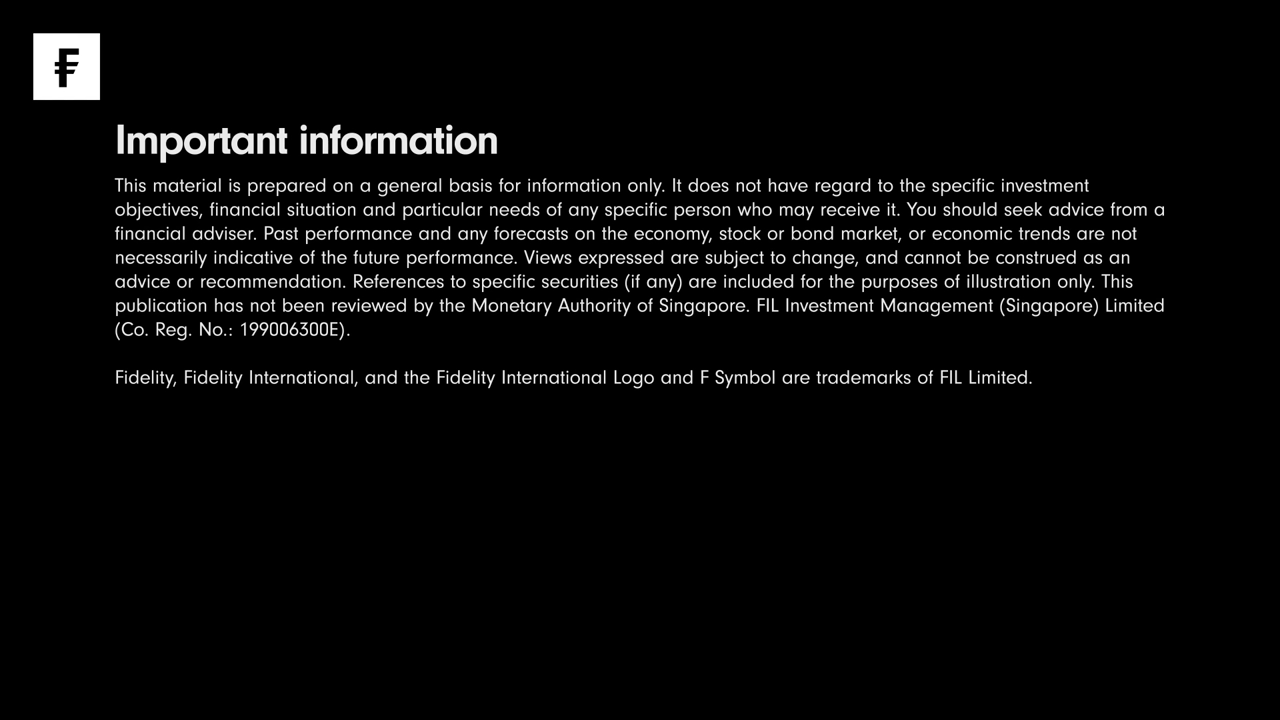 F
Important information
This material is prepared on a general basis for information only. It does not have regard to the specific investment
objectives, financial situation and particular needs of any specific person who may receive it. You should seek advice from a
financial adviser. Past performance and any forecasts on the economy, stock or bond market, or economic trends are not
necessarily indicative of the future performance. Views expressed are subject to change, and cannot be construed as an
advice or recommendation. References to specific securities (if any) are included for the purposes of illustration only. This
publication has not been reviewed by the Monetary Authority of Singapore. FIL Investment Management (Singapore) Limited
(Co. Reg. No.: 199006300E).
Fidelity, Fidelity International, and the Fidelity International Logo and F Symbol are trademarks of FIL Limited.